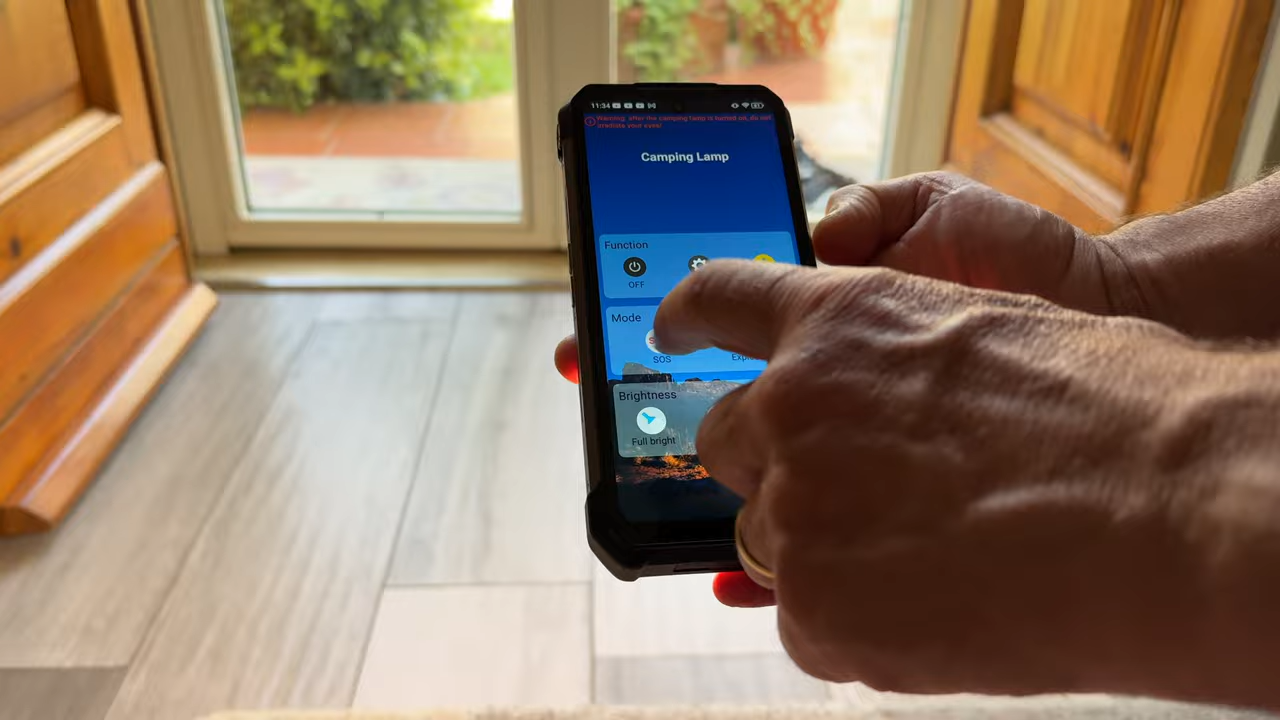 11:34
Warning: after the camping lamp is turned on, do not
irradiate your eyes!
Camping Lamp
Function
OFF
Mode
SOS
Expl
Brightness
Full bright